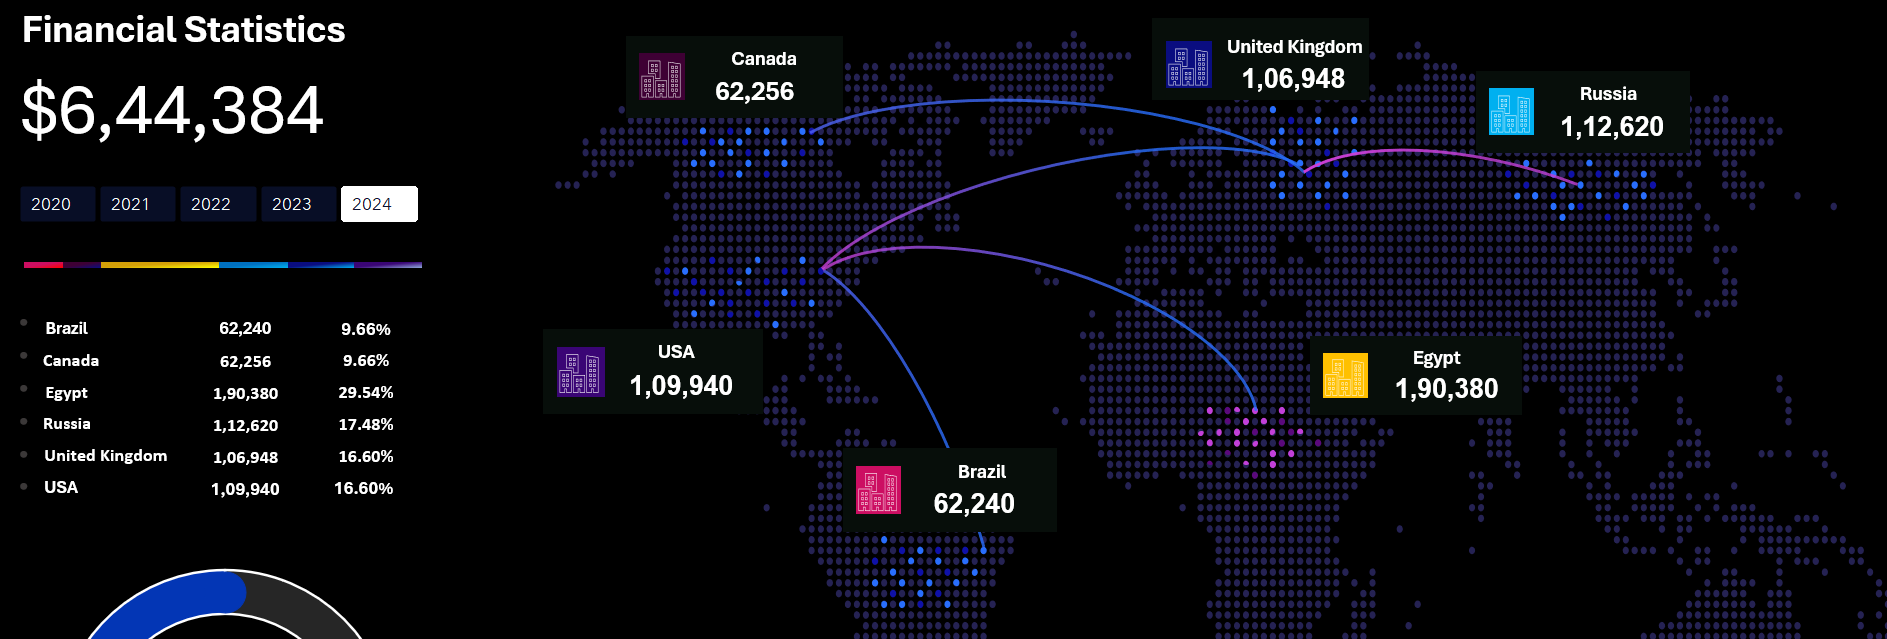 Financial Statistics
$6,44,384
2020 2021 2022 2023 2024
Brazil 62,240 9.66%
Canada 62,256 9.66%
Egypt 1,90,380 29.54%
Russia 1,12,620 17.48%
United Kingdom 1,06,948 16.60%
USA 1,09,940 16.60%
Canada
62,256
United Kingdom
1,06,948
Russia
1,12,620
USA
1,09,940
Egypt
1,90,380
Brazil
62,240